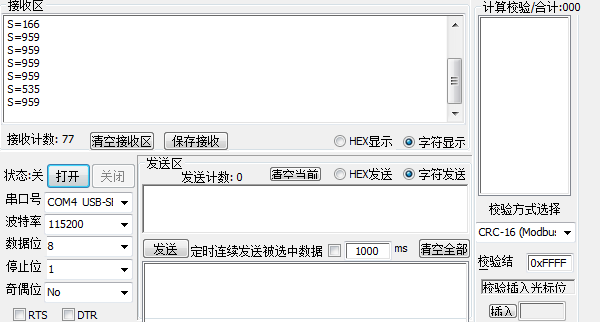 接收区
S=166
S=959
S=959
S=959
S=959
S=535
S=959
接收计数: 77
清空接收区
保存接收
HEX显示
字符显示
状态:关
打开
关闭
串口号
COM4 USB-SI
波特率
115200
数据位
8
停止位
1
奇偶位
No
RTS
DTR
发送区
发送计数: 0
清空当前
HEX发送
字符发送
发送
定时连续发送被选中数据
1000
ms
清空全部
计算校验/合计:000
校验方式选择
CRC-16 (Modbus
校验结
0xFFFF
校验插入光标位
插入